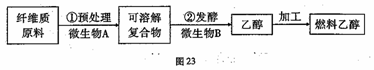 纤维质原料
①预处理
微生物A
可溶解复合物
②发酵
微生物B
乙醇
加工
燃料乙醇
图23